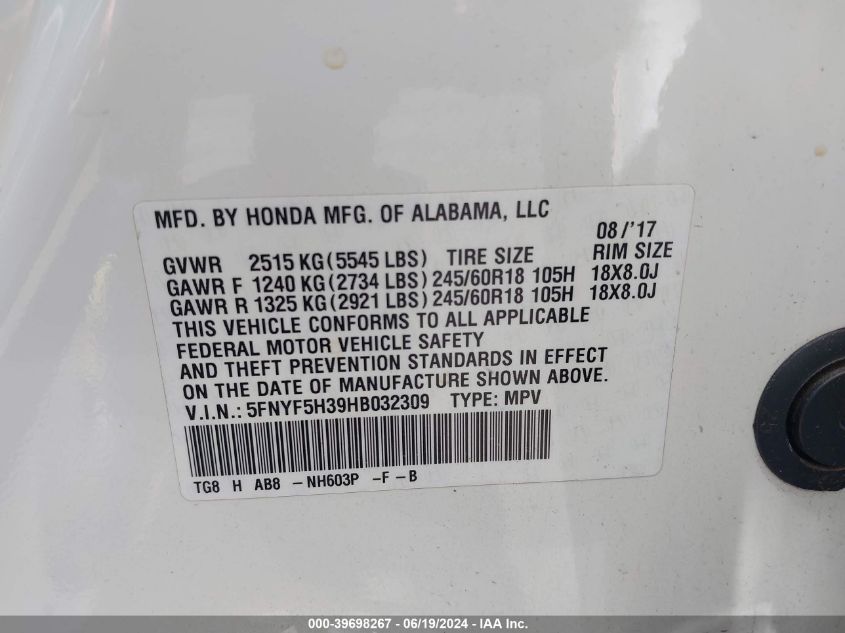 MFD. BY HONDA MFG. OF ALABAMA, LLC
08/'17
GVWR 2515 KG(5545 LBS) TIRE SIZE RIM SIZE
GAWR F 1240 KG(2734 LBS) 245/60R18 105H 18X8.0J
GAWR R 1325 KG(2921 LBS) 245/60R18 105H 18X8.0J
THIS VEHICLE CONFORMS TO ALL APPLICABLE
FEDERAL MOTOR VEHICLE SAFETY
AND THEFT PREVENTION STANDARDS IN EFFECT
ON THE DATE OF MANUFACTURE SHOWN ABOVE.
V.I.N.: 5FNYF5H39HB032309 TYPE: MPV
TG8 H AB8 -NH603P -F -B
000-39698267 - 06/19/2024 - IAA Inc.